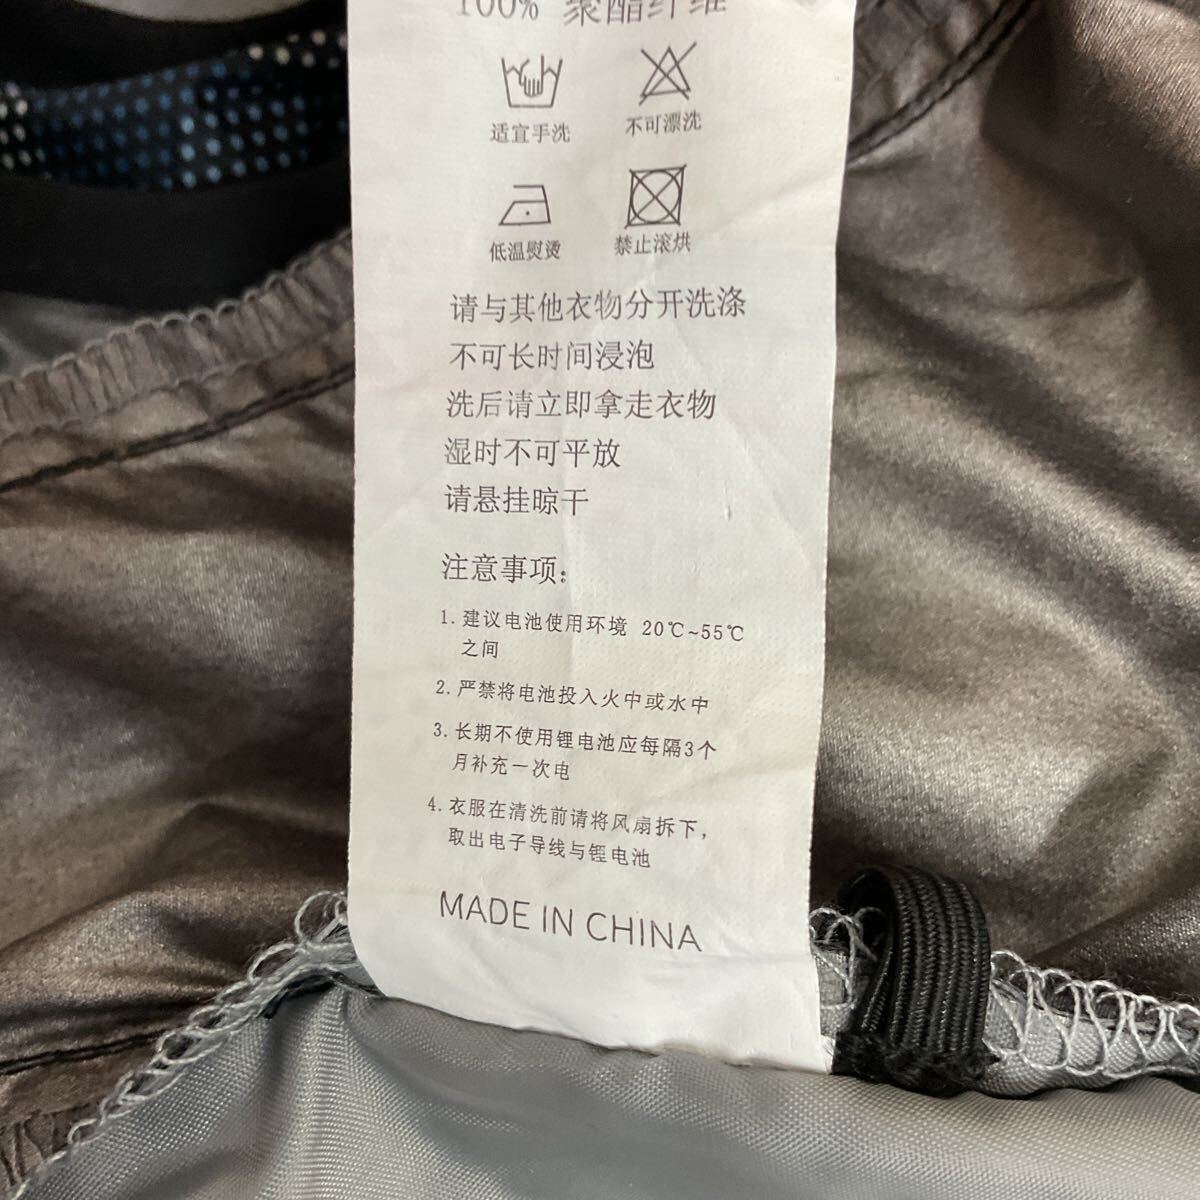 100% 聚酯纤维
适宜手洗 不可漂洗
低温熨烫 禁止滚烘
请与其他衣物分开洗涤
不可长时间浸泡
洗后请立即拿走衣物
湿时不可平放
请悬挂晾干
注意事项:
1. 建议电池使用环境 20℃~55℃
之间
2. 严禁将电池投入火中或水中
3. 长期不使用锂电池应每隔3个
月补充一次电
4. 衣服在清洗前请将风扇拆下,
取出电子导线与锂电池
MADE IN CHINA